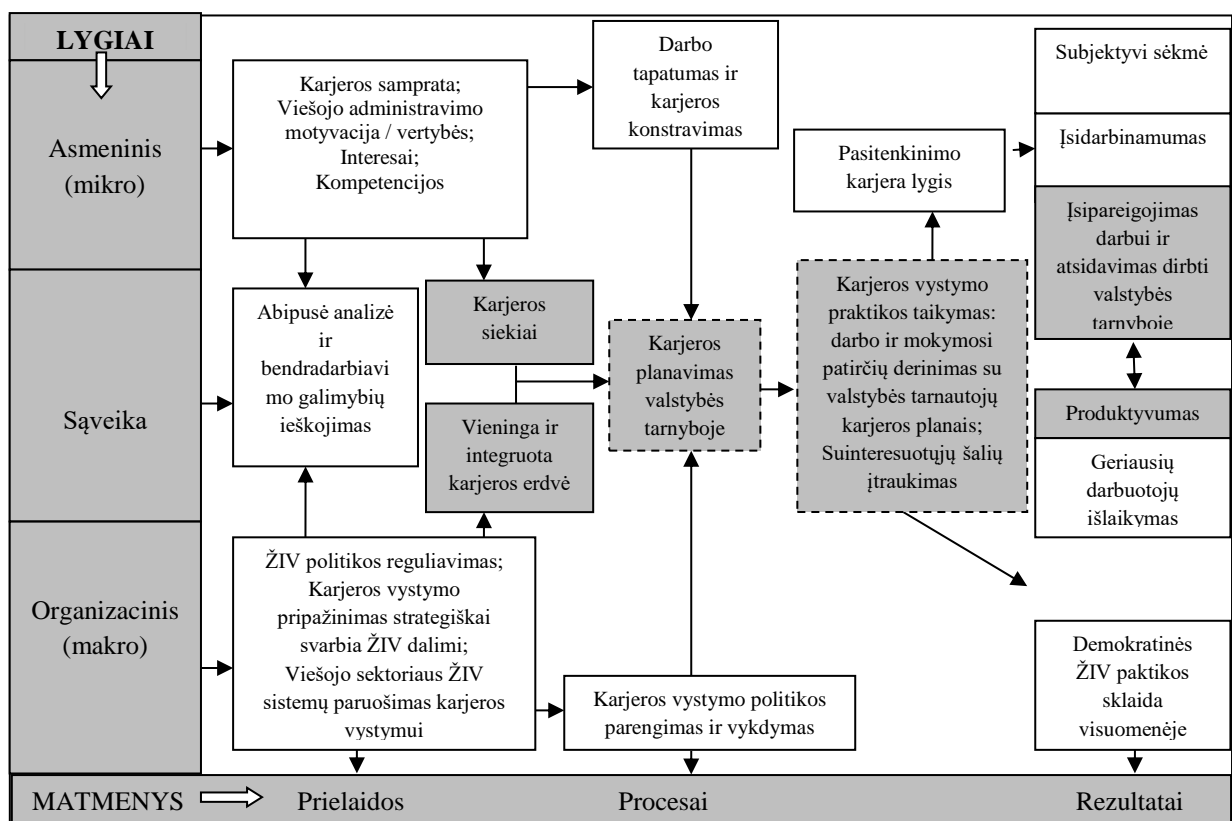 LYGIAI
Asmeninis
(mikro)
Sąveika
Organizacinis
(makro)
Karjeros samprata;
Viešojo administravimo
motyvacija / vertybės;
Interesai;
Kompetencijos
Darbo
tapatumas ir
karjeros
konstravimas
Pasitenkinimo
karjera lygis
Subjektyvi sėkmė
Įsidarbinamumas
Įsipareigojimas
darbui ir
atsidavimas dirbti
valstybės
tarnyboje
Abipusė analizė
ir
bendradarbiavi
mo galimybių
ieškojimas
Karjeros
siekiai
Vieninga ir
integruota
karjeros erdvė
Karjeros
planavimas
valstybės
tarnyboje
Karjeros vystymo
praktikos taikymas:
darbo ir mokymosi
patirčių derinimas su
valstybės tarnautojų
karjeros planais;
Suinteresuotųjų šalių
įtraukimas
Produktyvumas
Geriausių
darbuotojų
išlaikymas
ŽIV politikos reguliavimas;
Karjeros vystymo
pripažinimas strategiškai
svarbia ŽIV dalimi;
Viešojo sektoriaus ŽIV
sistemų paruošimas karjeros
vystymui
Karjeros vystymo politikos
parengimas ir vykdymas
Demokratinės
ŽIV paktikos
sklaida
visuomenėje
MATMENYS
Prielaidos
Procesai
Rezultatai